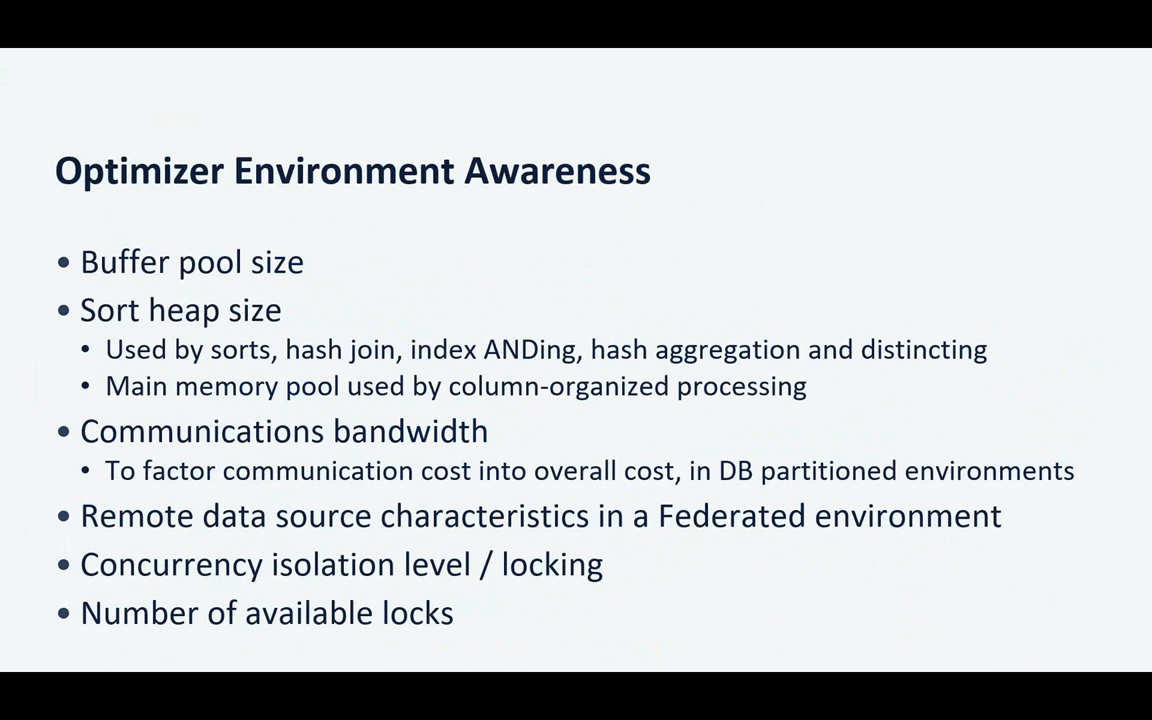 Optimizer Environment Awareness
• Buffer pool size
• Sort heap size
• Used by sorts, hash join, index ANDing, hash aggregation and distincting
• Main memory pool used by column-organized processing
• Communications bandwidth
• To factor communication cost into overall cost, in DB partitioned environments
• Remote data source characteristics in a Federated environment
• Concurrency isolation level / locking
• Number of available locks